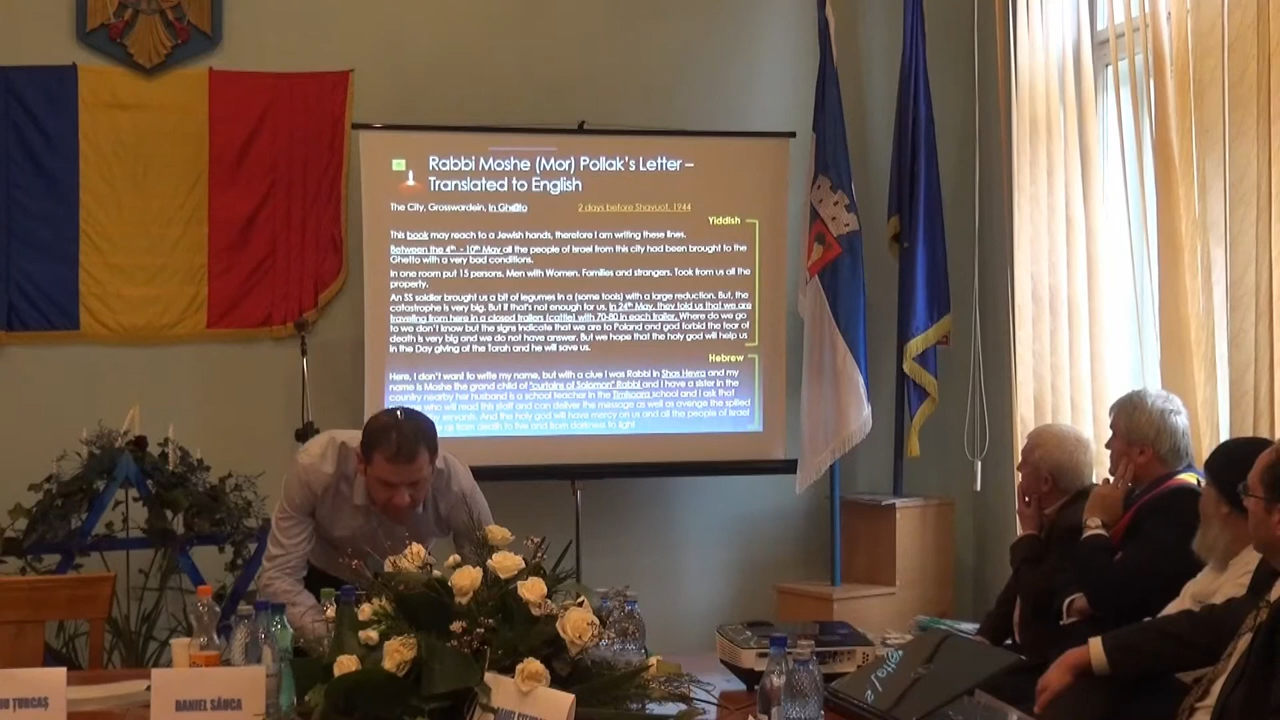 Rabbi Moshe (Mor) Pollak's Letter –
Translated to English
The City, Grosswardein, In Ghetto 2 days before Shavuot, 1944
Yiddish
This book may reach to a Jewish hands, therefore I am writing these lines.
Between the 4th - 10th May all the people of Israel from this city had been brought to the
Ghetto with a very bad conditions.
In one room put 15 persons. Men with Women. Families and strangers. Took from us all the
property.
An SS soldier brought us a bit of legumes in a (some tools) with a large reduction. But, the
catastrophe is very big. But if that's not enough for us, in 24th May, they told us that we are
traveling from here in a closed trailers (cattle) with 70-80 in each trailer. Where do we go
to we don't know but the signs indicate that we are to Poland and god forbid the fear of
death is very big and we do not have answer. But we hope that the holy god will help us
in the Day giving of the Torah and he will save us.
Hebrew
Here, I don't want to write my name, but with a clue I was Rabbi in Shas Hevra and my
name is Moshe the grand child of "curtains of Solomon" Rabbi and I have a sister in the
country nearby her husband is a school teacher in the Timisoara school and I ask that
who will read this staff and can deliver the message as well as avenge the spilled
servants. And the holy god will have mercy on us and all the people of Israel
as from death to live and from darkness to light
ȚURCAȘ
DANIEL SĂUCA
DANIEL